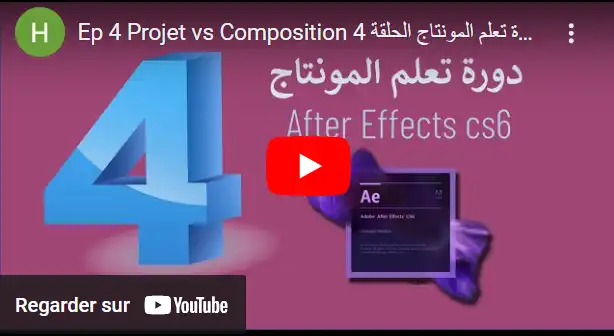 H
Ep 4 Projet vs Composition 4 ة تعلم المونتاج الحلقة...
دورة تعلم المونتاج
After Effects cs6
4
Ae
Adobe After Effects CS6
Regarder sur YouTube